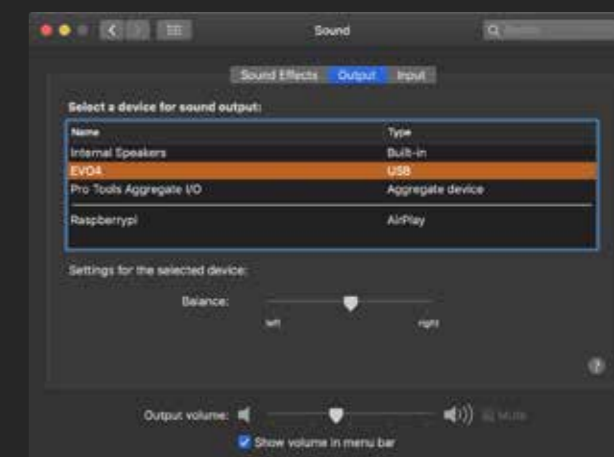 Sound
Sound Effects Output Input
Select a device for sound output:
Name Type
Internal Speakers Built-in
EVO4 USB
Pro Tools Aggregate I/O Aggregate device
Raspberrypi AirPlay
Settings for the selected device:
Balance:
left right
?
Output volume: Mute
Show volume in menu bar